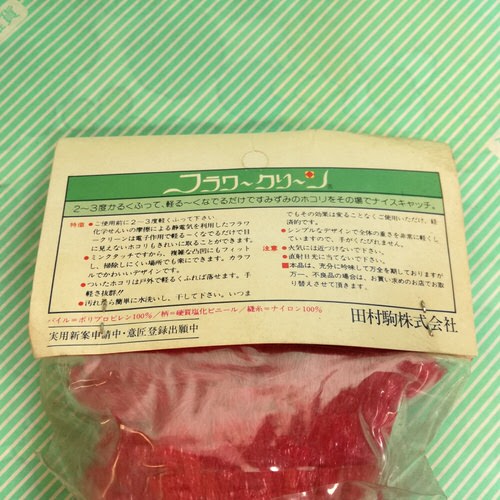 フラワ〜クリ〜ン
2〜3度かるくふって、軽る〜くなでるだけですみずみのホコリをその場でナイスキャッチ。
特徴 ●ご使用前に2〜3度軽くふって下さい
化学せんいの摩擦による静電気を利用したフラワ
ークリーンは電子作用で軽る〜くなでるだけで目
に見えないホコリもきれいに取ることができます。
●ミンクタッチですから、複雑な凸凹にもフィット
し、掃除しにくい場所でも楽にできます。カラフ
ルでかわいいデザインです。
●ついたホコリは戸外で軽くふれば落せます。手
軽さ抜群!!
●汚れたら簡単に水洗いし、干して下さい。いつま
でもその効果は変ることなくご使用いただけ、経
済的です。
●シンプルなデザインで全体の重さを非常に軽くし
ていますので、手がくたびれません。
注意 ●火気には近づけないで下さい。
●直射日光に当てないで下さい。
■本品は、充分に吟味して万全を期しておりますが
万一、不良品の場合は、お買い求めのお店でお取
り替えさせて頂きます。
パイル=ポリプロピレン100%/柄=硬質塩化ビニール/縫糸=ナイロン100%
実用新案申請中・意匠登録出願中
田村駒株式会社